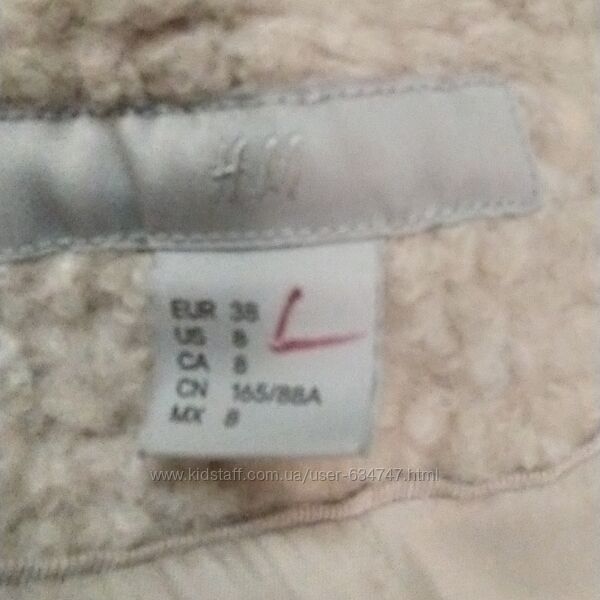 H&M
EUR 38
US 8
CA 8
CN 165/88A
MX 8
L
www.kidstaff.com.ua/user-634747.html